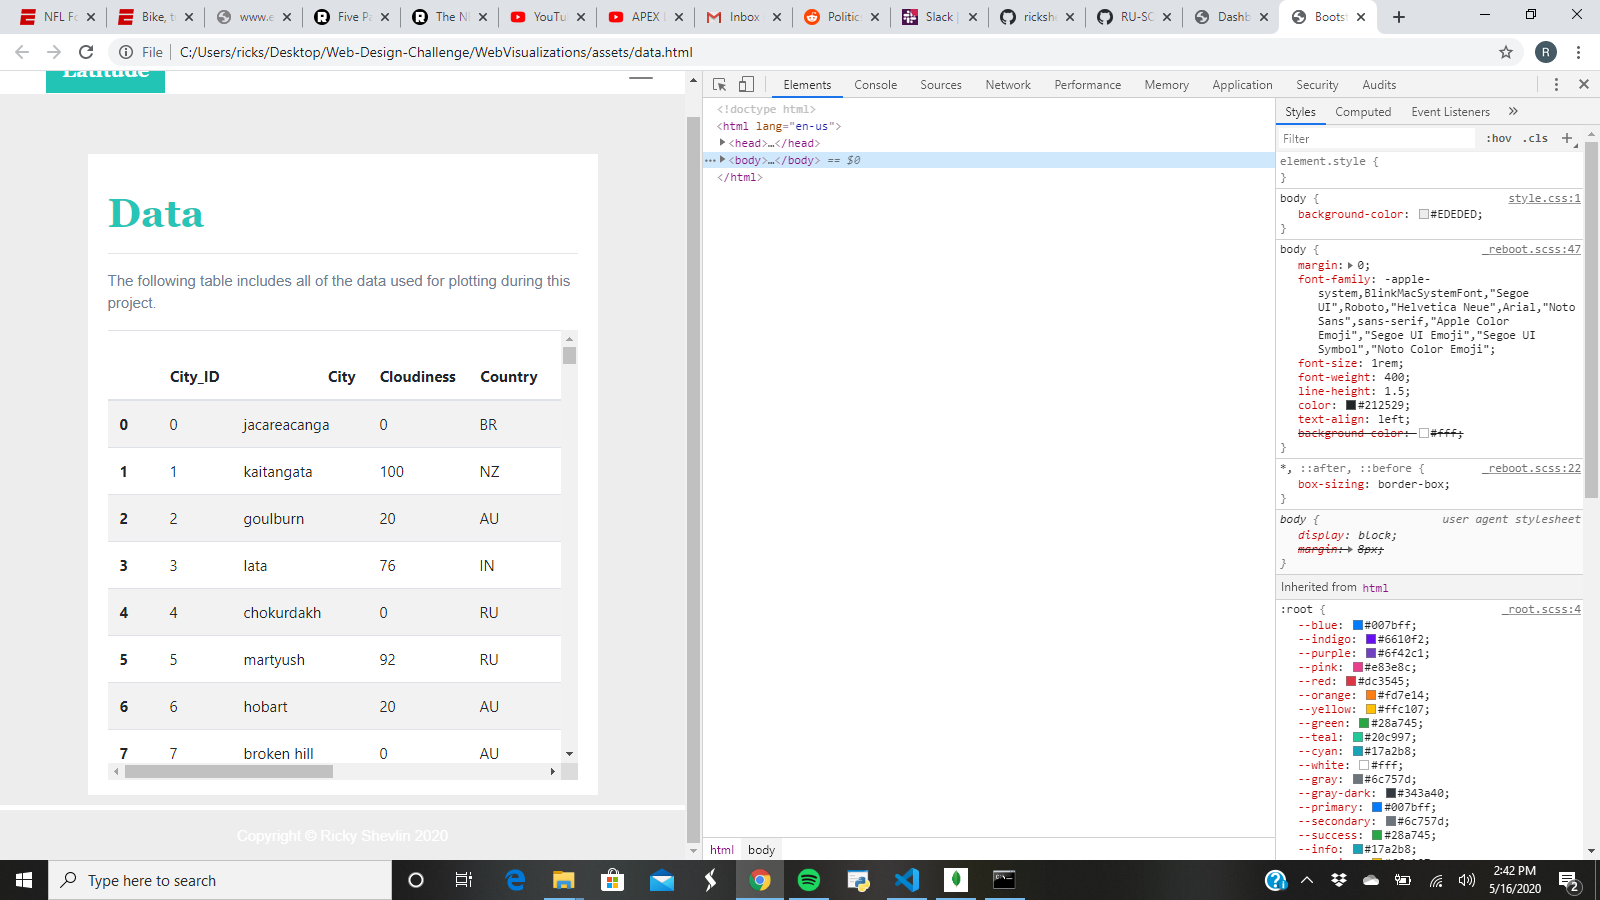 NFL Fo
Bike, tr
www.e
Five Pa
The Ni
YouTu
APEX
Inbox
Politic
Slack |
ricksh
RU-SC
Dashb
Bootst
File
C:/Users/ricks/Desktop/Web-Design-Challenge/WebVisualizations/assets/data.html
R
Latitude
Data
The following table includes all of the data used for plotting during this
project.
City_ID City Cloudiness Country
0 0 jacareacanga 0 BR
1 1 kaitangata 100 NZ
2 2 goulburn 20 AU
3 3 lata 76 IN
4 4 chokurdakh 0 RU
5 5 martyush 92 RU
6 6 hobart 20 AU
7 7 broken hill 0 AU
Copyright © Ricky Shevlin 2020
Elements Console Sources Network Performance Memory Application Security Audits
<!doctype html>
<html lang="en-us">
<head>…</head>
<body>…</body> == $0
</html>
html body
Styles Computed Event Listeners »
Filter :hov .cls +
element.style {
}
body { style.css:1
background-color: #EDEDED;
}
body { _reboot.scss:47
margin: 0;
font-family: -apple-
system,BlinkMacSystemFont,"Segoe
UI",Roboto,"Helvetica Neue",Arial,"Noto
Sans",sans-serif,"Apple Color
Emoji","Segoe UI Emoji","Segoe UI
Symbol","Noto Color Emoji";
font-size: 1rem;
font-weight: 400;
line-height: 1.5;
color: #212529;
text-align: left;
background-color: #fff;
}
*, ::after, ::before { _reboot.scss:22
box-sizing: border-box;
}
body { user agent stylesheet
display: block;
margin: 8px;
}
Inherited from html
:root { _root.scss:4
--blue: #007bff;
--indigo: #6610f2;
--purple: #6f42c1;
--pink: #e83e8c;
--red: #dc3545;
--orange: #fd7e14;
--yellow: #ffc107;
--green: #28a745;
--teal: #20c997;
--cyan: #17a2b8;
--white: #fff;
--gray: #6c757d;
--gray-dark: #343a40;
--primary: #007bff;
--secondary: #6c757d;
--success: #28a745;
--info: #17a2b8;
Type here to search
2:42 PM
5/16/2020
2